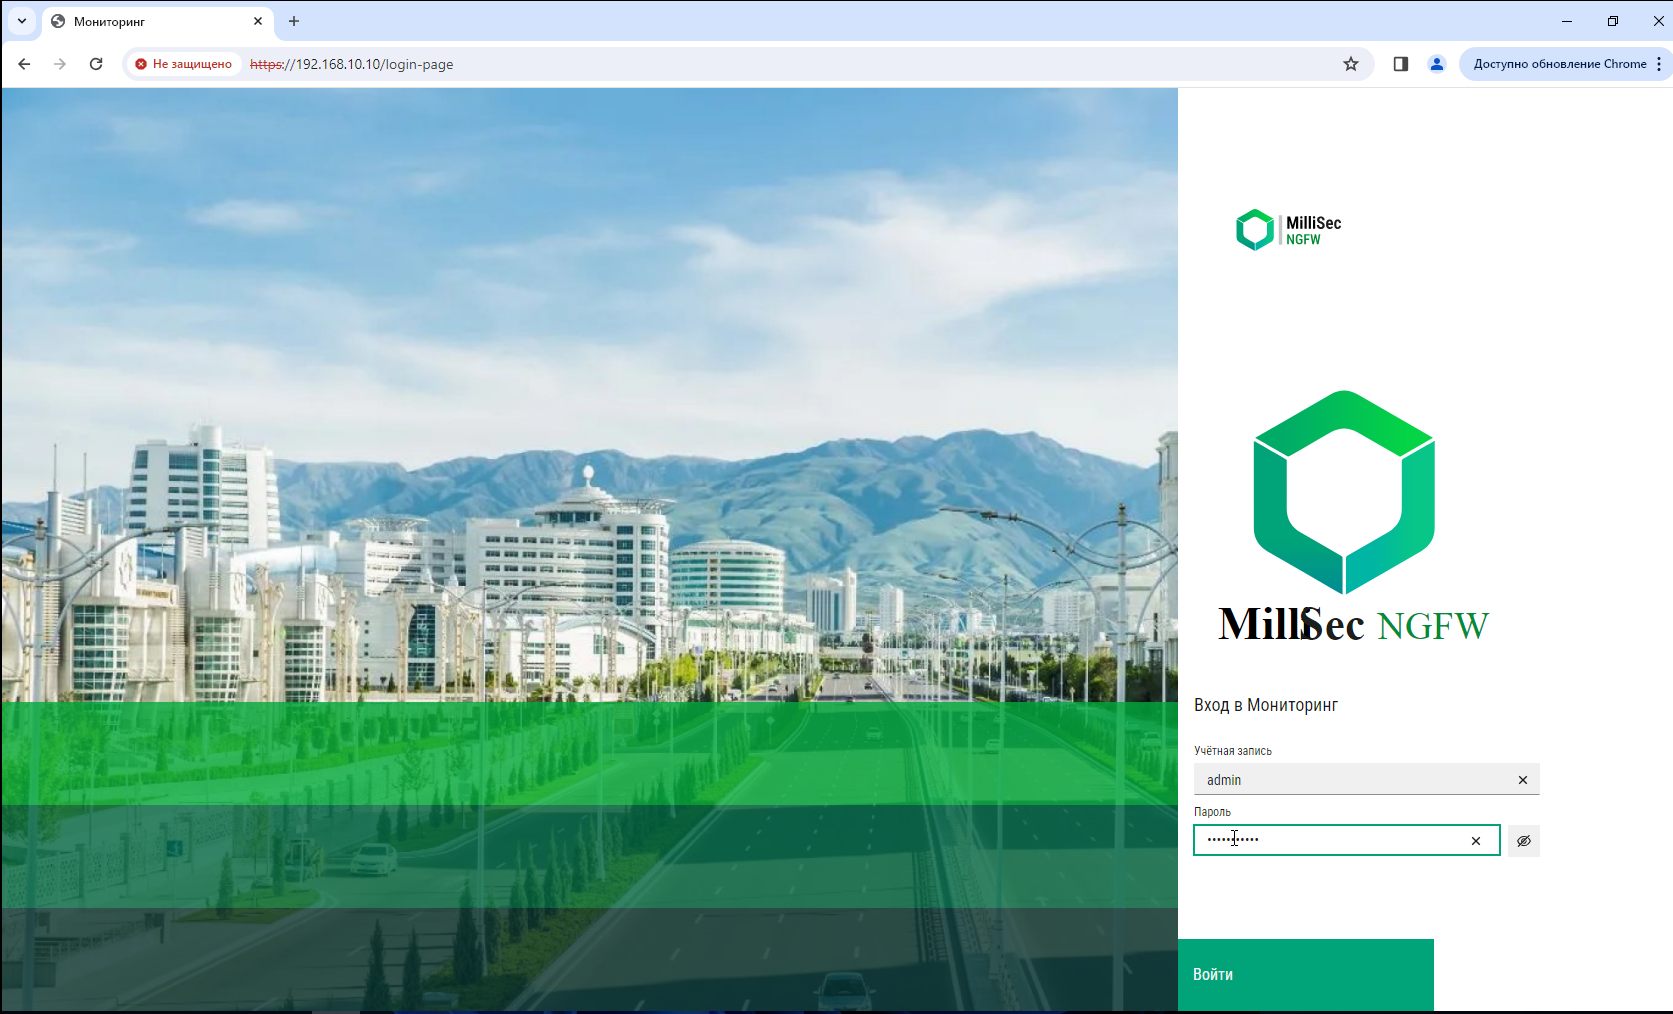 Мониторинг
Не защищено
https://192.168.10.10/login-page
Доступно обновление Chrome
MilliSec
NGFW
MilliSec NGFW
Вход в Мониторинг
Учётная запись
admin
Пароль
•••••••••••
Войти